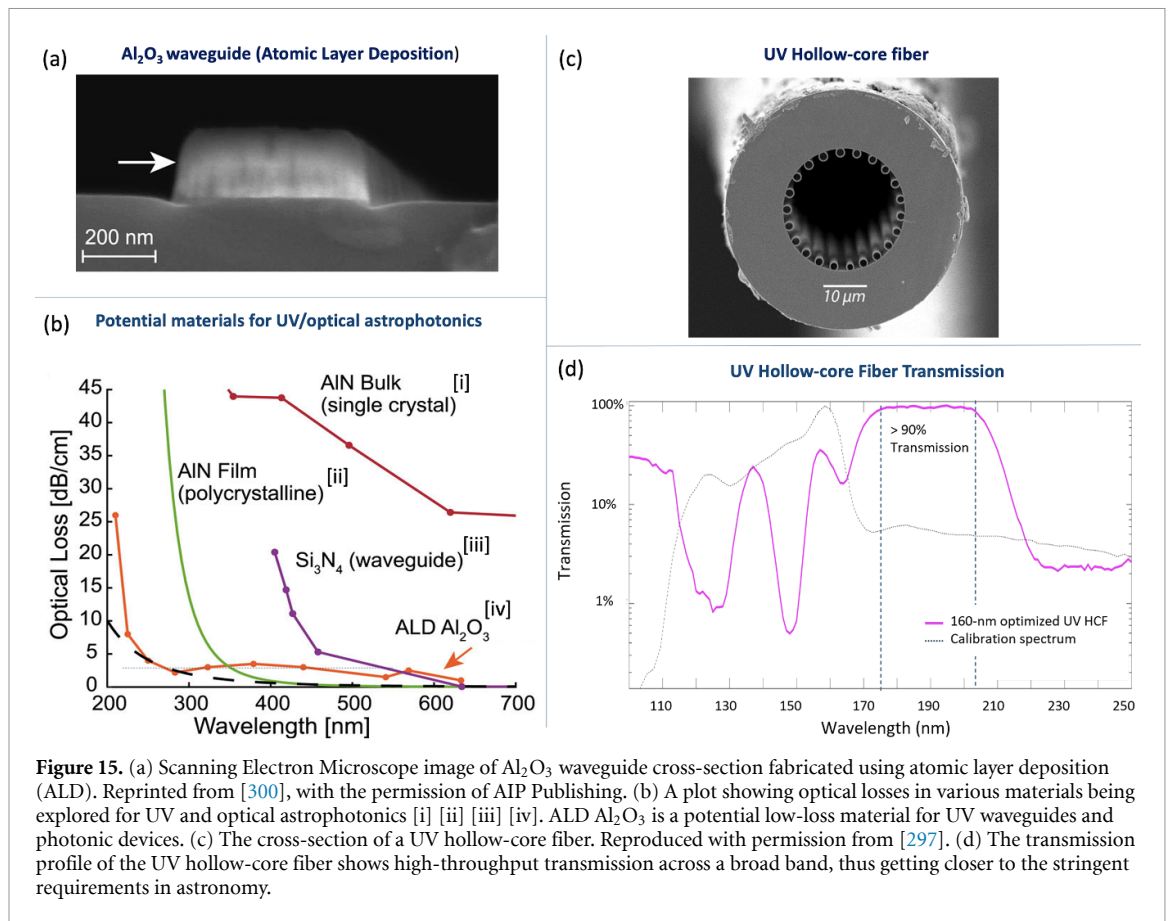 (a)
Al₂O₃ waveguide (Atomic Layer Deposition)
200 nm
(b)
Potential materials for UV/optical astrophotonics
45
40
35
30
25
20
15
10
5
0
Optical Loss [dB/cm]
AlN Bulk [i]
(single crystal)
AlN Film
(polycrystalline) [ii]
Si₃N₄ (waveguide) [iii]
ALD Al₂O₃ [iv]
200 300 400 500 600 700
Wavelength [nm]
(c)
UV Hollow-core fiber
10 µm
(d)
UV Hollow-core Fiber Transmission
100%
10%
1%
Transmission
> 90%
Transmission
160-nm optimized UV HCF
Calibration spectrum
110 130 150 170 190 210 230 250
Wavelength (nm)
Figure 15. (a) Scanning Electron Microscope image of Al₂O₃ waveguide cross-section fabricated using atomic layer deposition
(ALD). Reprinted from [300], with the permission of AIP Publishing. (b) A plot showing optical losses in various materials being
explored for UV and optical astrophotonics [i] [ii] [iii] [iv]. ALD Al₂O₃ is a potential low-loss material for UV waveguides and
photonic devices. (c) The cross-section of a UV hollow-core fiber. Reproduced with permission from [297]. (d) The transmission
profile of the UV hollow-core fiber shows high-throughput transmission across a broad band, thus getting closer to the stringent
requirements in astronomy.